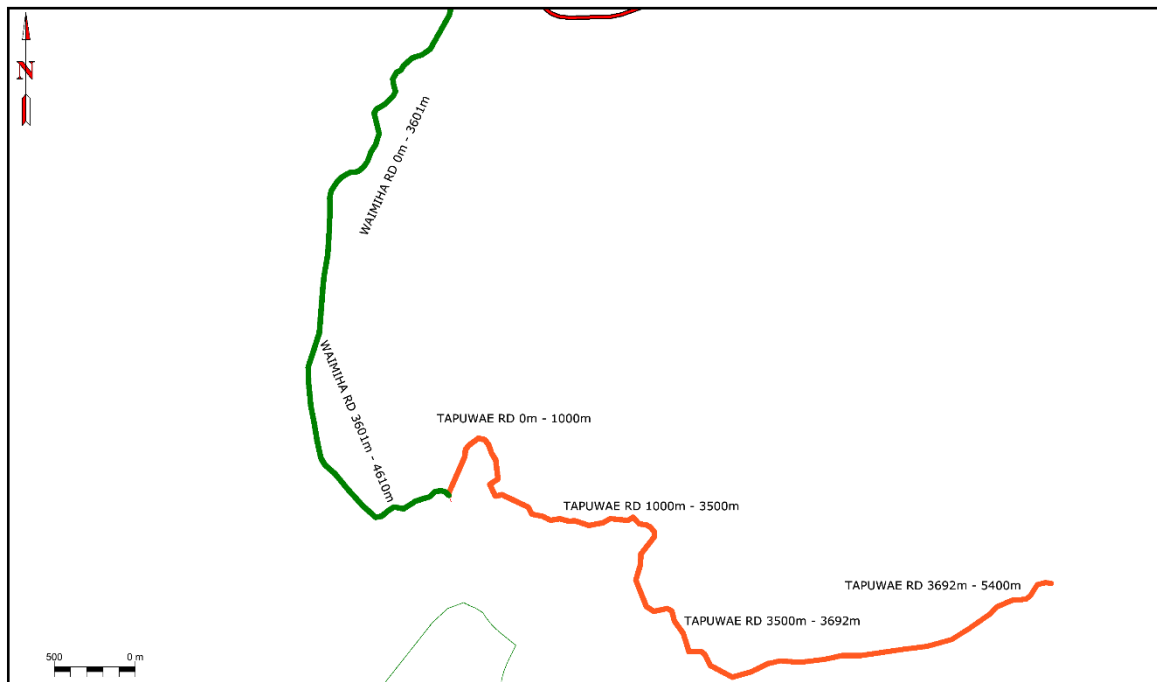 N
WAIMIHA RD 0m - 3601m
WAIMIHA RD 3601m - 4610m
TAPUWAE RD 0m - 1000m
TAPUWAE RD 1000m - 3500m
TAPUWAE RD 3692m - 5400m
TAPUWAE RD 3500m - 3692m
500 0 m